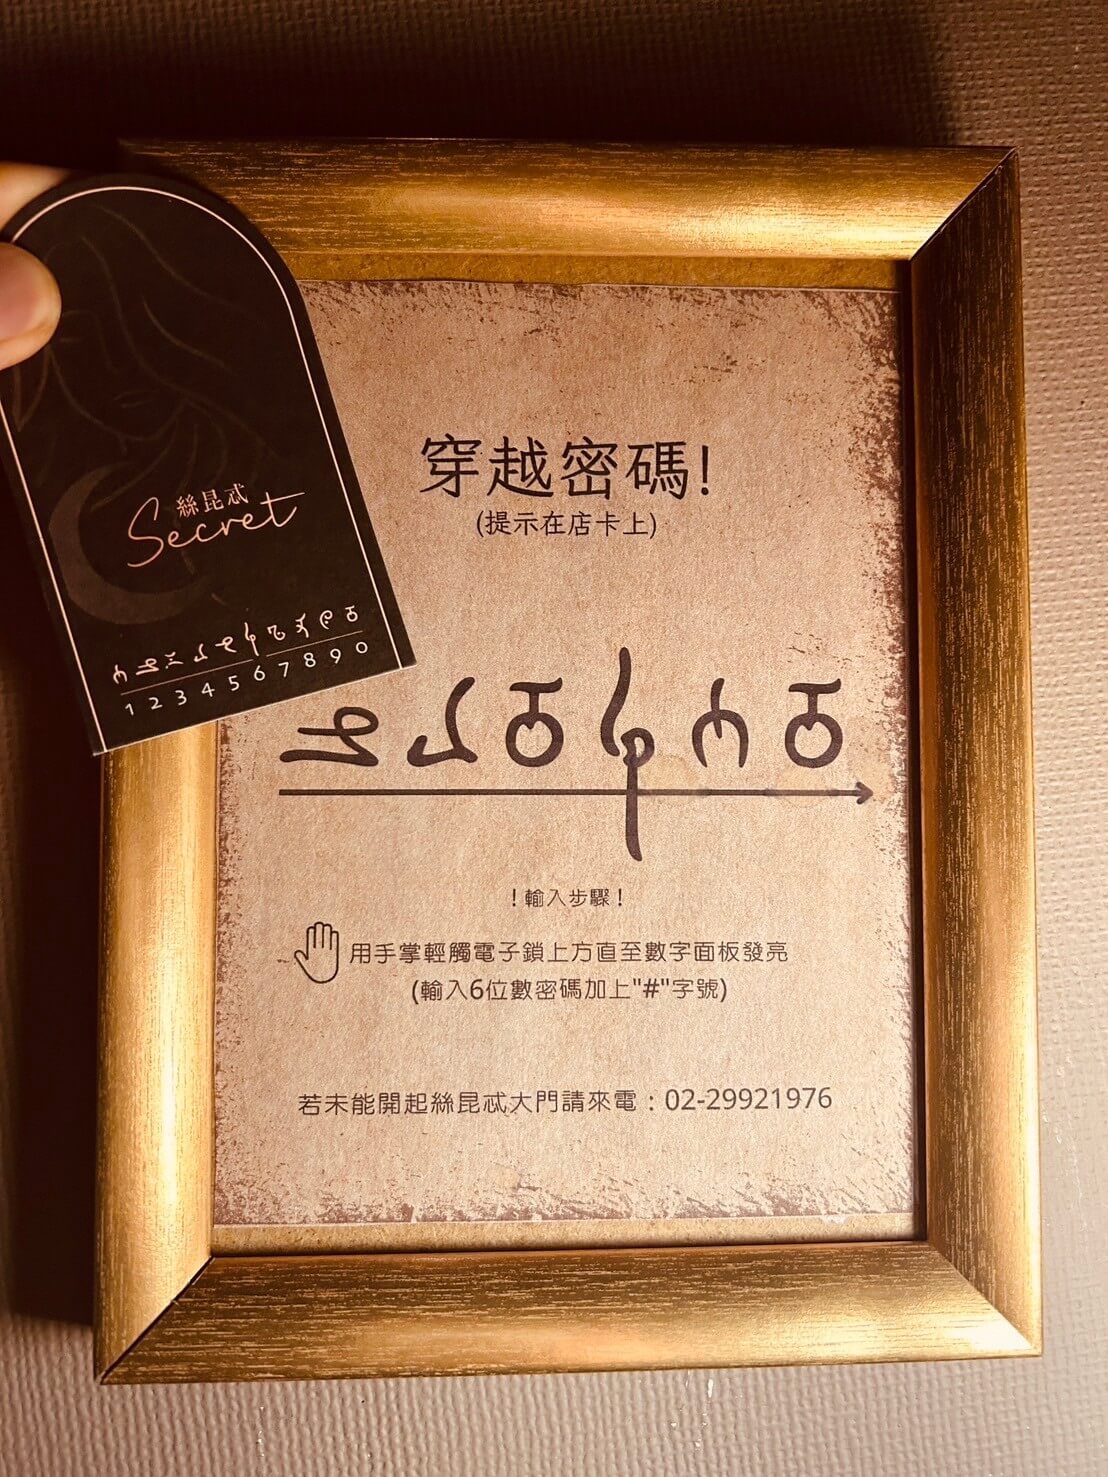 絲昆忒
Secret
1 2 3 4 5 6 7 8 9 0
穿越密碼!
(提示在店卡上)
!輸入步驟!
用手掌輕觸電子鎖上方直至數字面板發亮
(輸入6位數密碼加上"#"字號)
若未能開起絲昆忒大門請來電：02-29921976